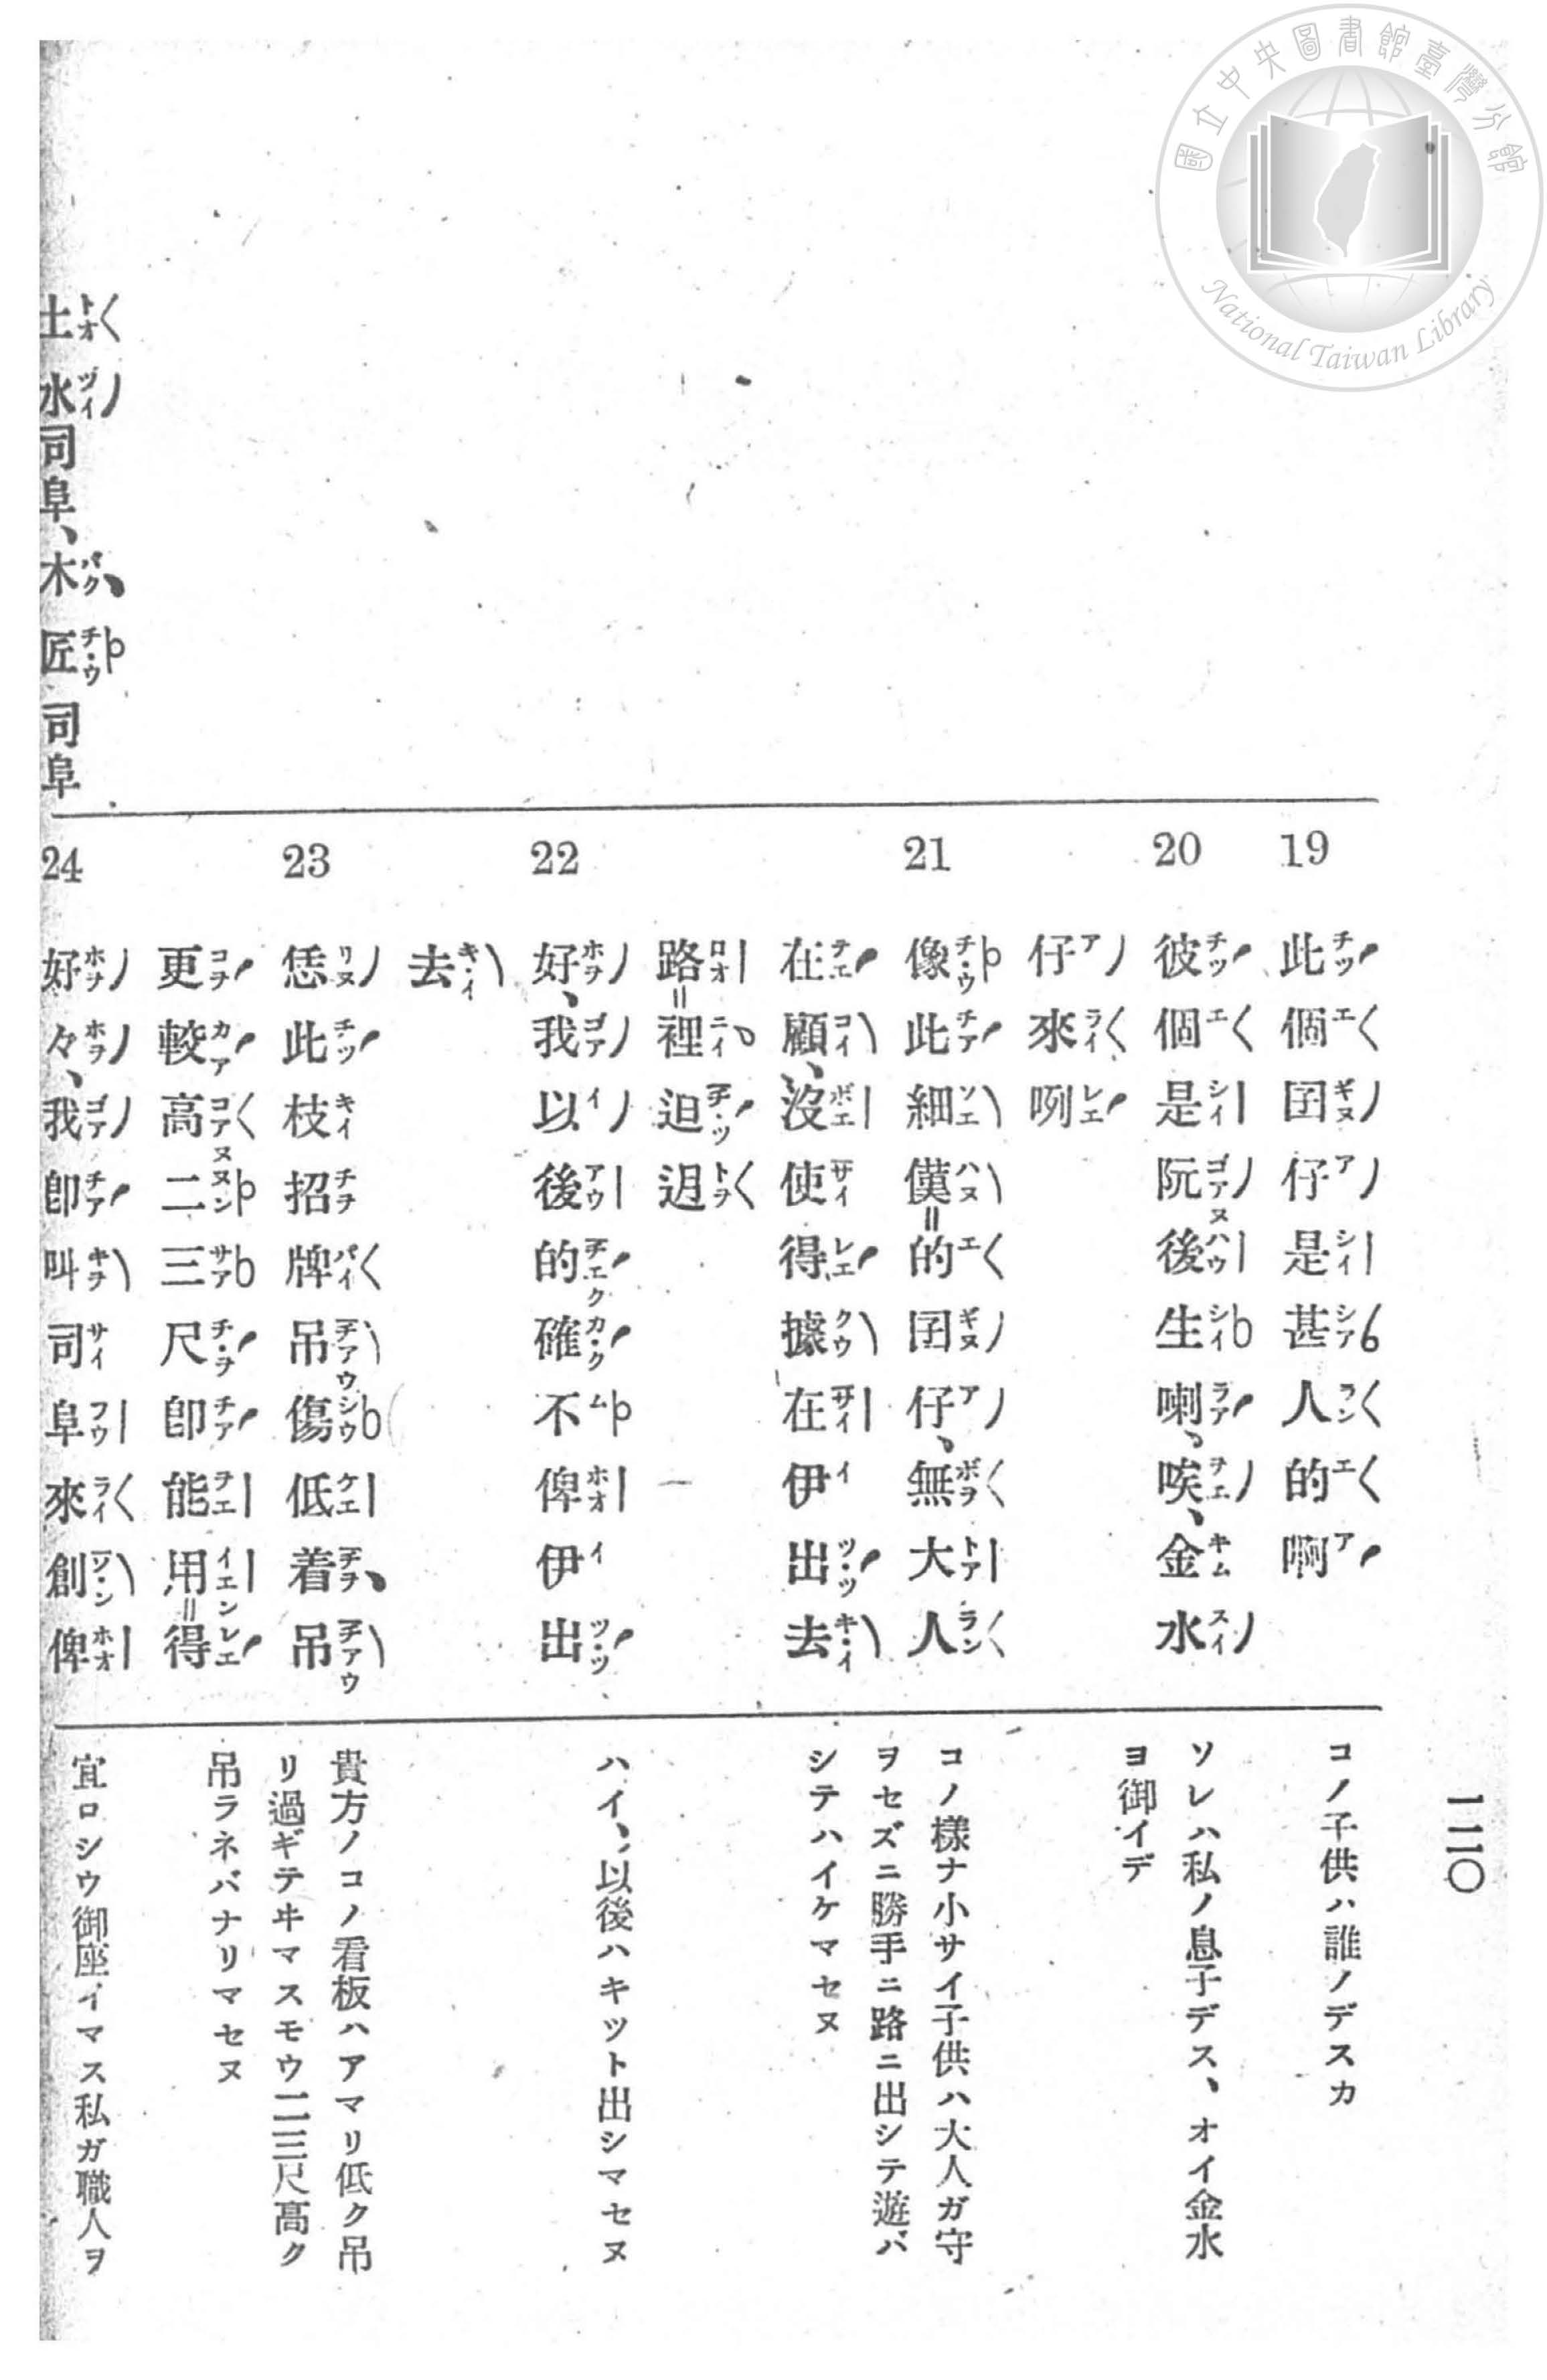 國立中央圖書館臺灣分館
National Taiwan Library
一二〇
19 此個囝仔是甚人的啊
コノ子供ハ誰ノデスカ
20 彼個是阮後生喇、唉、金水
仔來咧
ソレハ私ノ息子デス、オイ金水
ヨ御イデ
21 像此細漢=的囝仔、無大人
在顧、沒使得據在伊出去
路=裡𨑨迌
コノ樣ナ小サイ子供ハ大人ガ守
ヲセズニ勝手ニ路ニ出シテ遊バ
シテハイケマセヌ
22 好、我以後的確不俾伊出
去
ハイ、以後ハキット出シマセヌ
23 恁此枝招牌吊傷低着吊
更較高二三尺卽能用=得
貴方ノコノ看板ハアマリ低ク吊
リ過ギテヰマスモウ二三尺高ク
吊ラネバナリマセヌ
24 好々、我卽叫司阜來創俾
宜ロシウ御座イマス私ガ職人ヲ
土水司阜、木匠司阜